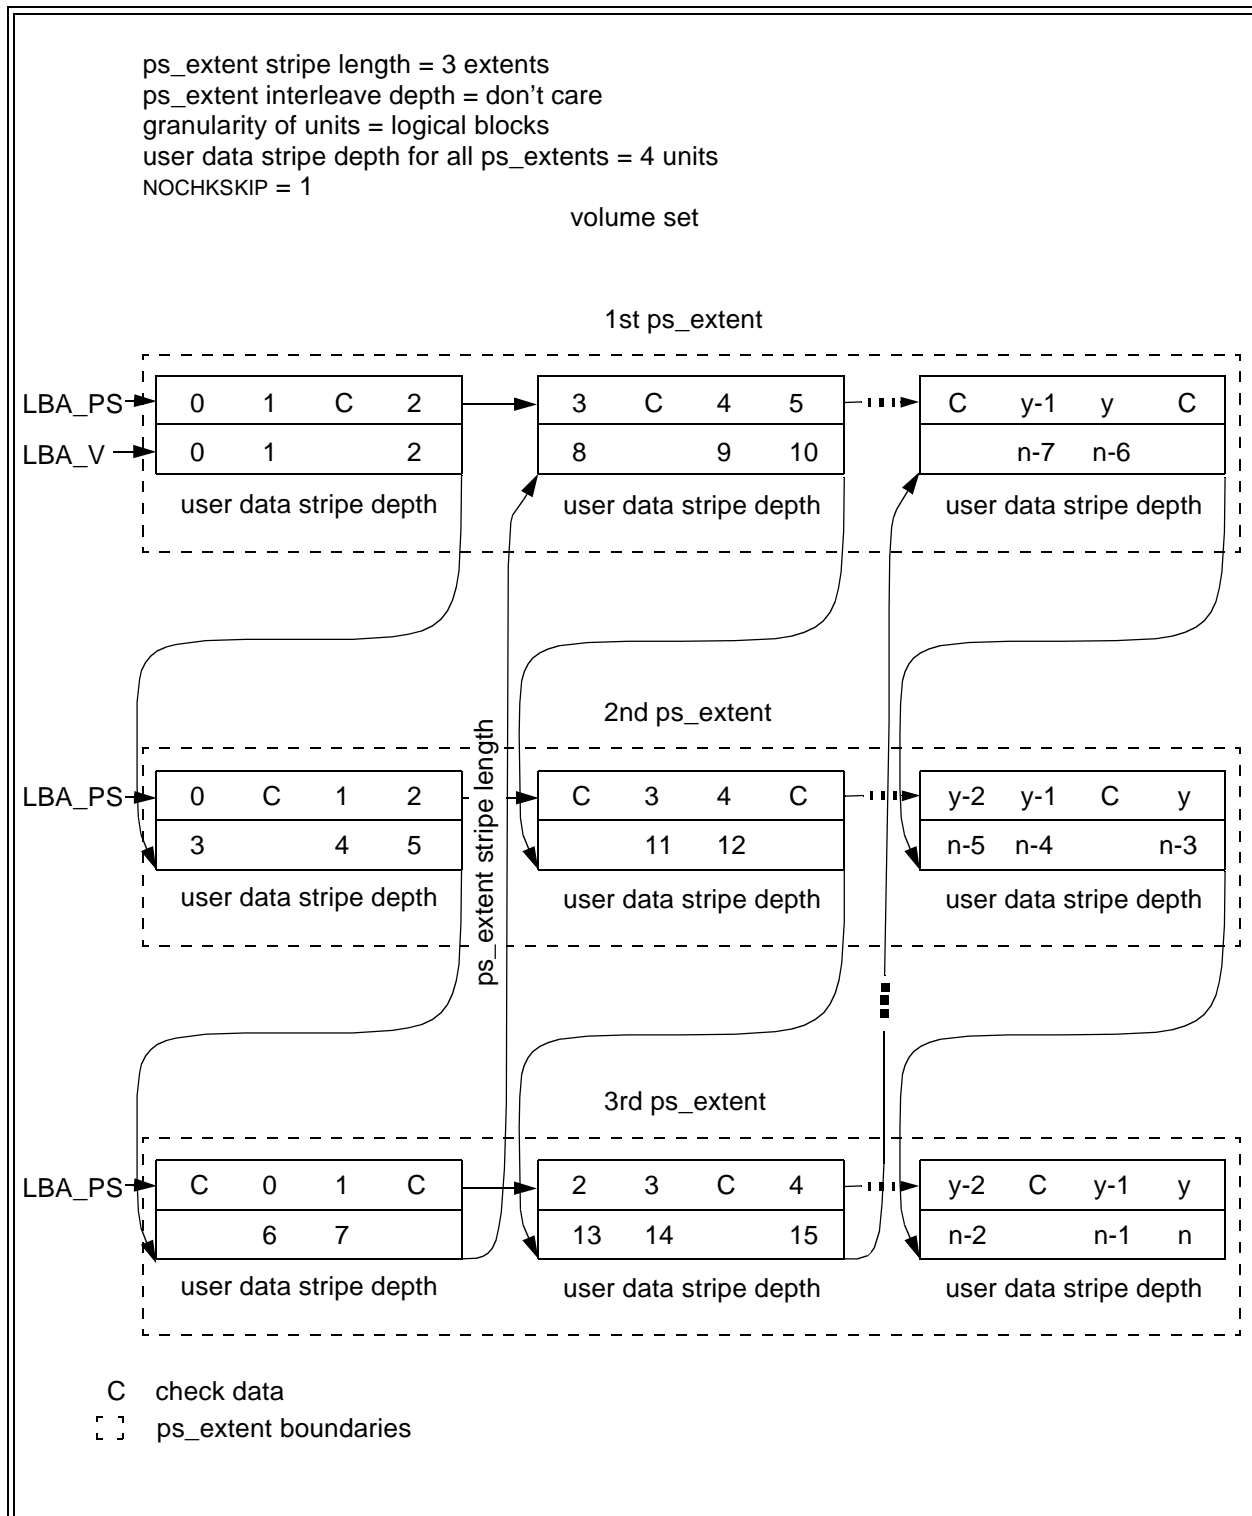 ps_extent stripe length = 3 extents
ps_extent interleave depth = don't care
granularity of units = logical blocks
user data stripe depth for all ps_extents = 4 units
NOCHKSKIP = 1
volume set
1st ps_extent
LBA_PS 0 1 C 2 3 C 4 5 C y-1 y C
LBA_V 0 1 2 8 9 10 n-7 n-6
user data stripe depth user data stripe depth user data stripe depth
ps_extent stripe length
2nd ps_extent
LBA_PS 0 C 1 2 C 3 4 C y-2 y-1 C y
3 4 5 11 12 n-5 n-4 n-3
user data stripe depth user data stripe depth user data stripe depth
3rd ps_extent
LBA_PS C 0 1 C 2 3 C 4 y-2 C y-1 y
6 7 13 14 15 n-2 n-1 n
user data stripe depth user data stripe depth user data stripe depth
C check data
ps_extent boundaries